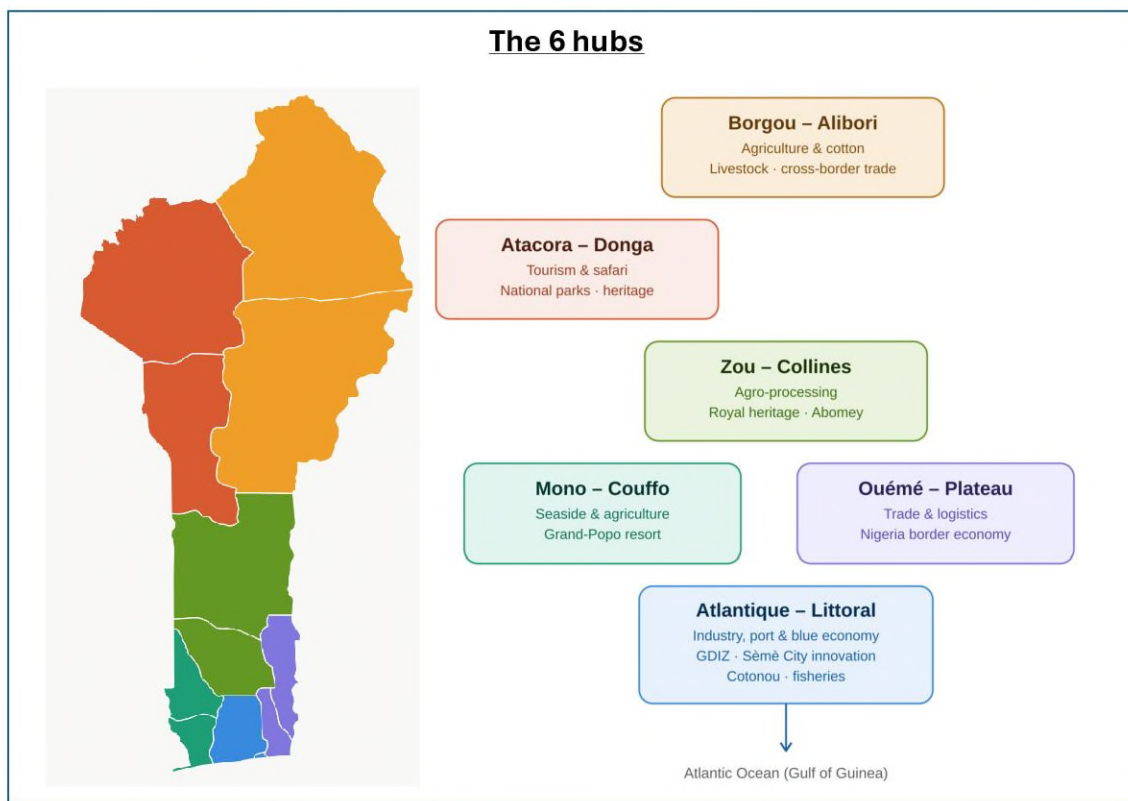 The 6 hubs
Borgou – Alibori
Agriculture & cotton
Livestock · cross-border trade
Atacora – Donga
Tourism & safari
National parks · heritage
Zou – Collines
Agro-processing
Royal heritage · Abomey
Mono – Couffo
Seaside & agriculture
Grand-Popo resort
Ouémé – Plateau
Trade & logistics
Nigeria border economy
Atlantique – Littoral
Industry, port & blue economy
GDIZ · Sèmè City innovation
Cotonou · fisheries
Atlantic Ocean (Gulf of Guinea)